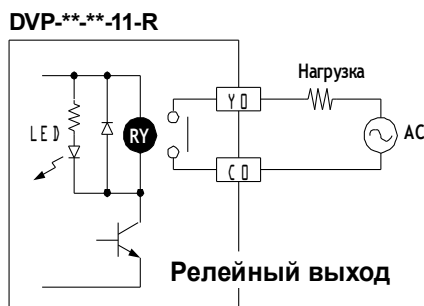 DVP-**-**-11-R
Нагрузка
Y0
LED
RY
AC
C0
Релейный выход